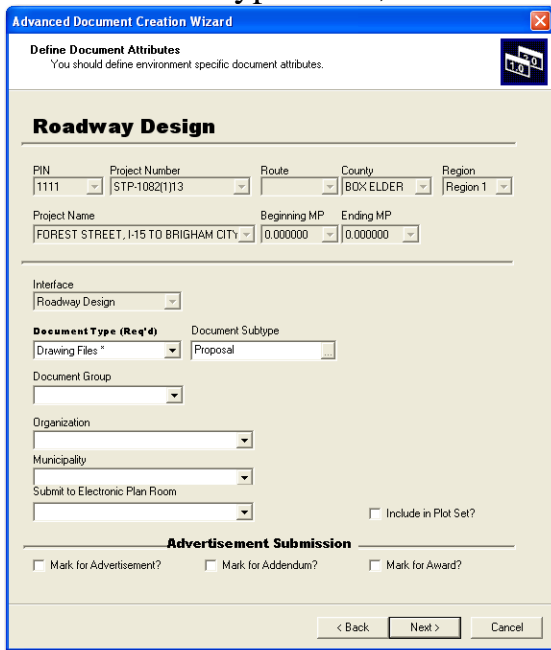 Advanced Document Creation Wizard
Define Document Attributes
You should define environment specific document attributes.
1.0 2.0
Roadway Design
PIN Project Number Route County Region
1111 STP-1082(1)13 BOX ELDER Region 1
Project Name Beginning MP Ending MP
FOREST STREET, I-15 TO BRIGHAM CITY 0.000000 0.000000
Interface
Roadway Design
Document Type (Req'd) Document Subtype
Drawing Files * Proposal ...
Document Group
Organization
Municipality
Submit to Electronic Plan Room
Include in Plot Set?
Advertisement Submission
Mark for Advertisement? Mark for Addendum? Mark for Award?
< Back Next > Cancel